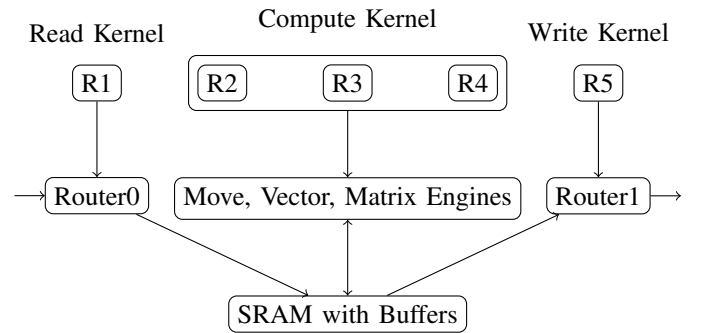 Read Kernel
Compute Kernel
Write Kernel
R1
R2
R3
R4
R5
Router0
Move, Vector, Matrix Engines
Router1
SRAM with Buffers